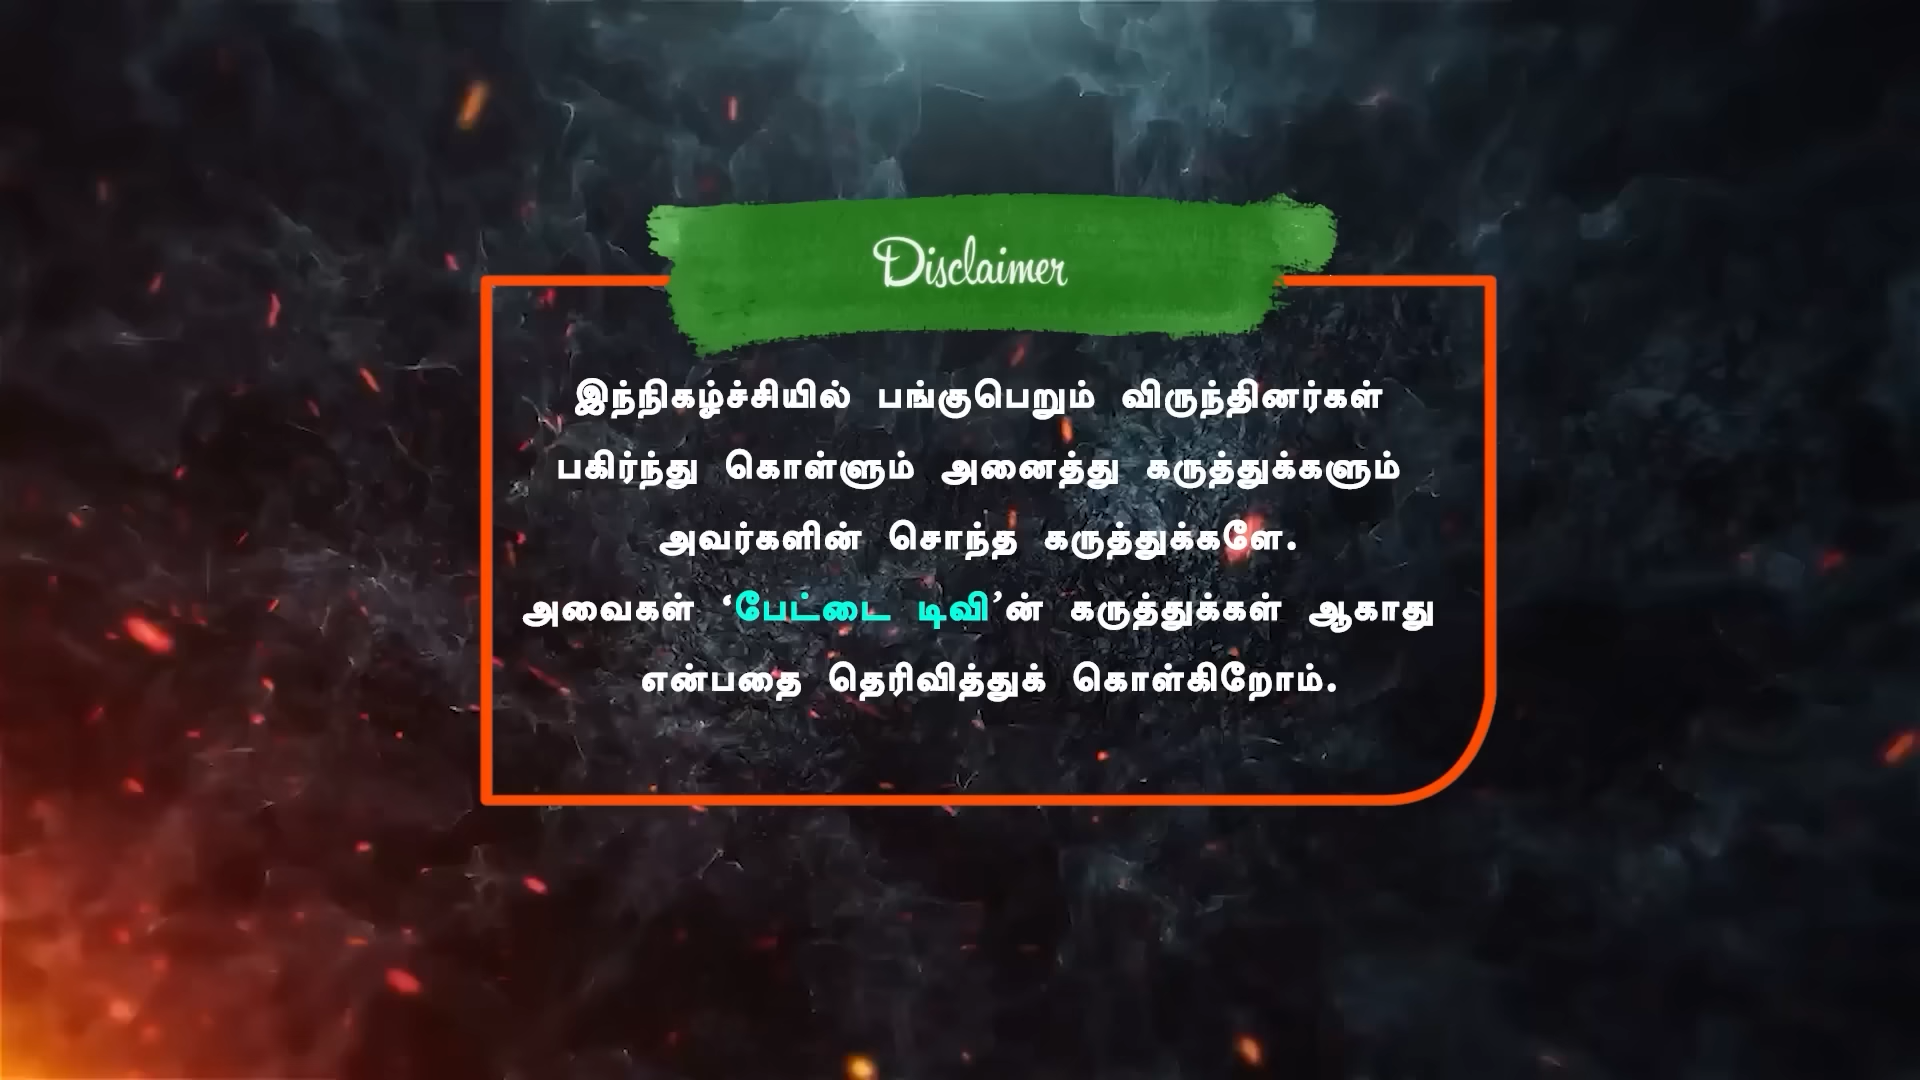 Disclaimer
இந்நிகழ்ச்சியில் பங்குபெறும் விருந்தினர்கள்
பகிர்ந்து கொள்ளும் அனைத்து கருத்துக்களும்
அவர்களின் சொந்த கருத்துக்களே.
அவைகள் ‘பேட்டை டிவி’ன் கருத்துக்கள் ஆகாது
என்பதை தெரிவித்துக் கொள்கிறோம்.